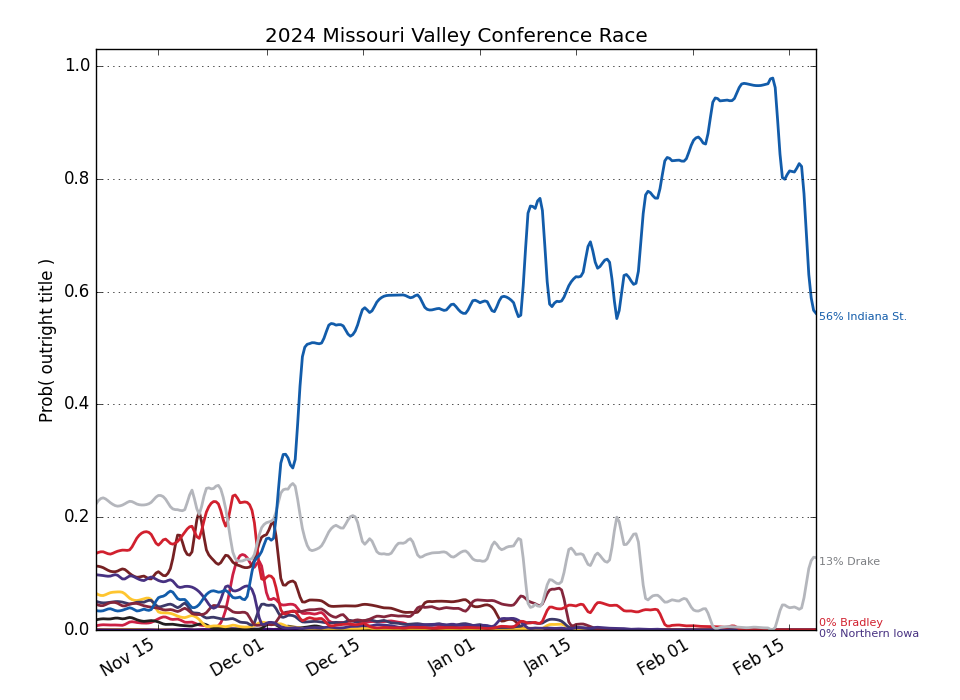 2024 Missouri Valley Conference Race
Prob( outright title )
1.0
0.8
0.6
0.4
0.2
0.0
56% Indiana St.
13% Drake
0% Bradley
0% Northern Iowa
Nov 15
Dec 01
Dec 15
Jan 01
Jan 15
Feb 01
Feb 15